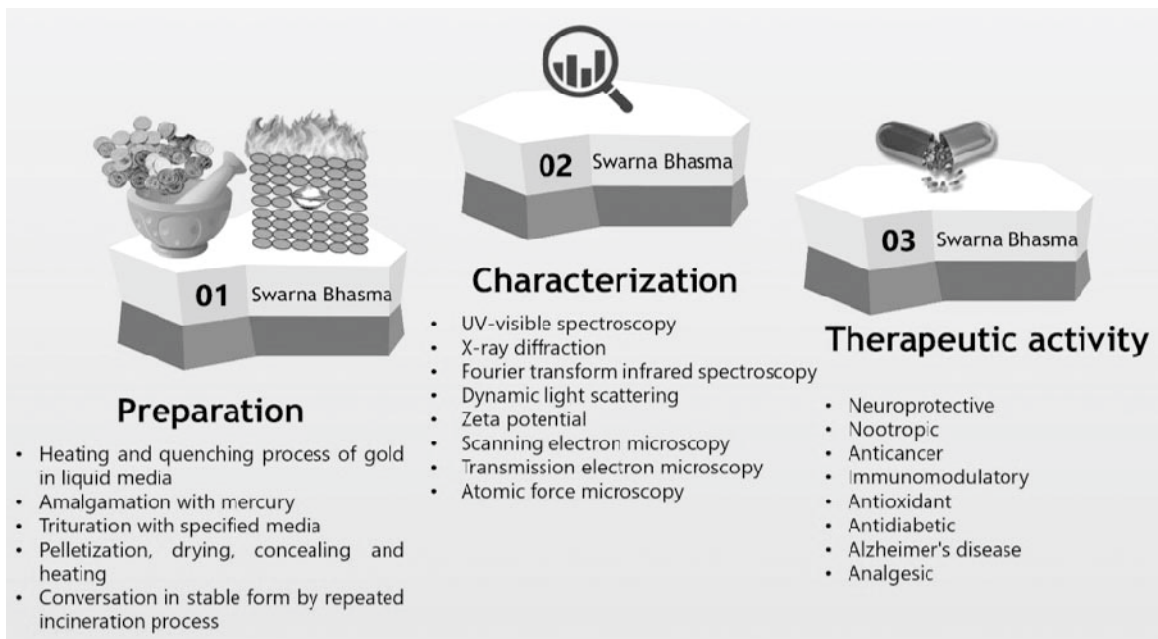 01 Swarna Bhasma
Preparation
• Heating and quenching process of gold
in liquid media
• Amalgamation with mercury
• Trituration with specified media
• Pelletization, drying, concealing and
heating
• Conversation in stable form by repeated
incineration process
02 Swarna Bhasma
Characterization
• UV-visible spectroscopy
• X-ray diffraction
• Fourier transform infrared spectroscopy
• Dynamic light scattering
• Zeta potential
• Scanning electron microscopy
• Transmission electron microscopy
• Atomic force microscopy
03 Swarna Bhasma
Therapeutic activity
• Neuroprotective
• Nootropic
• Anticancer
• Immunomodulatory
• Antioxidant
• Antidiabetic
• Alzheimer's disease
• Analgesic